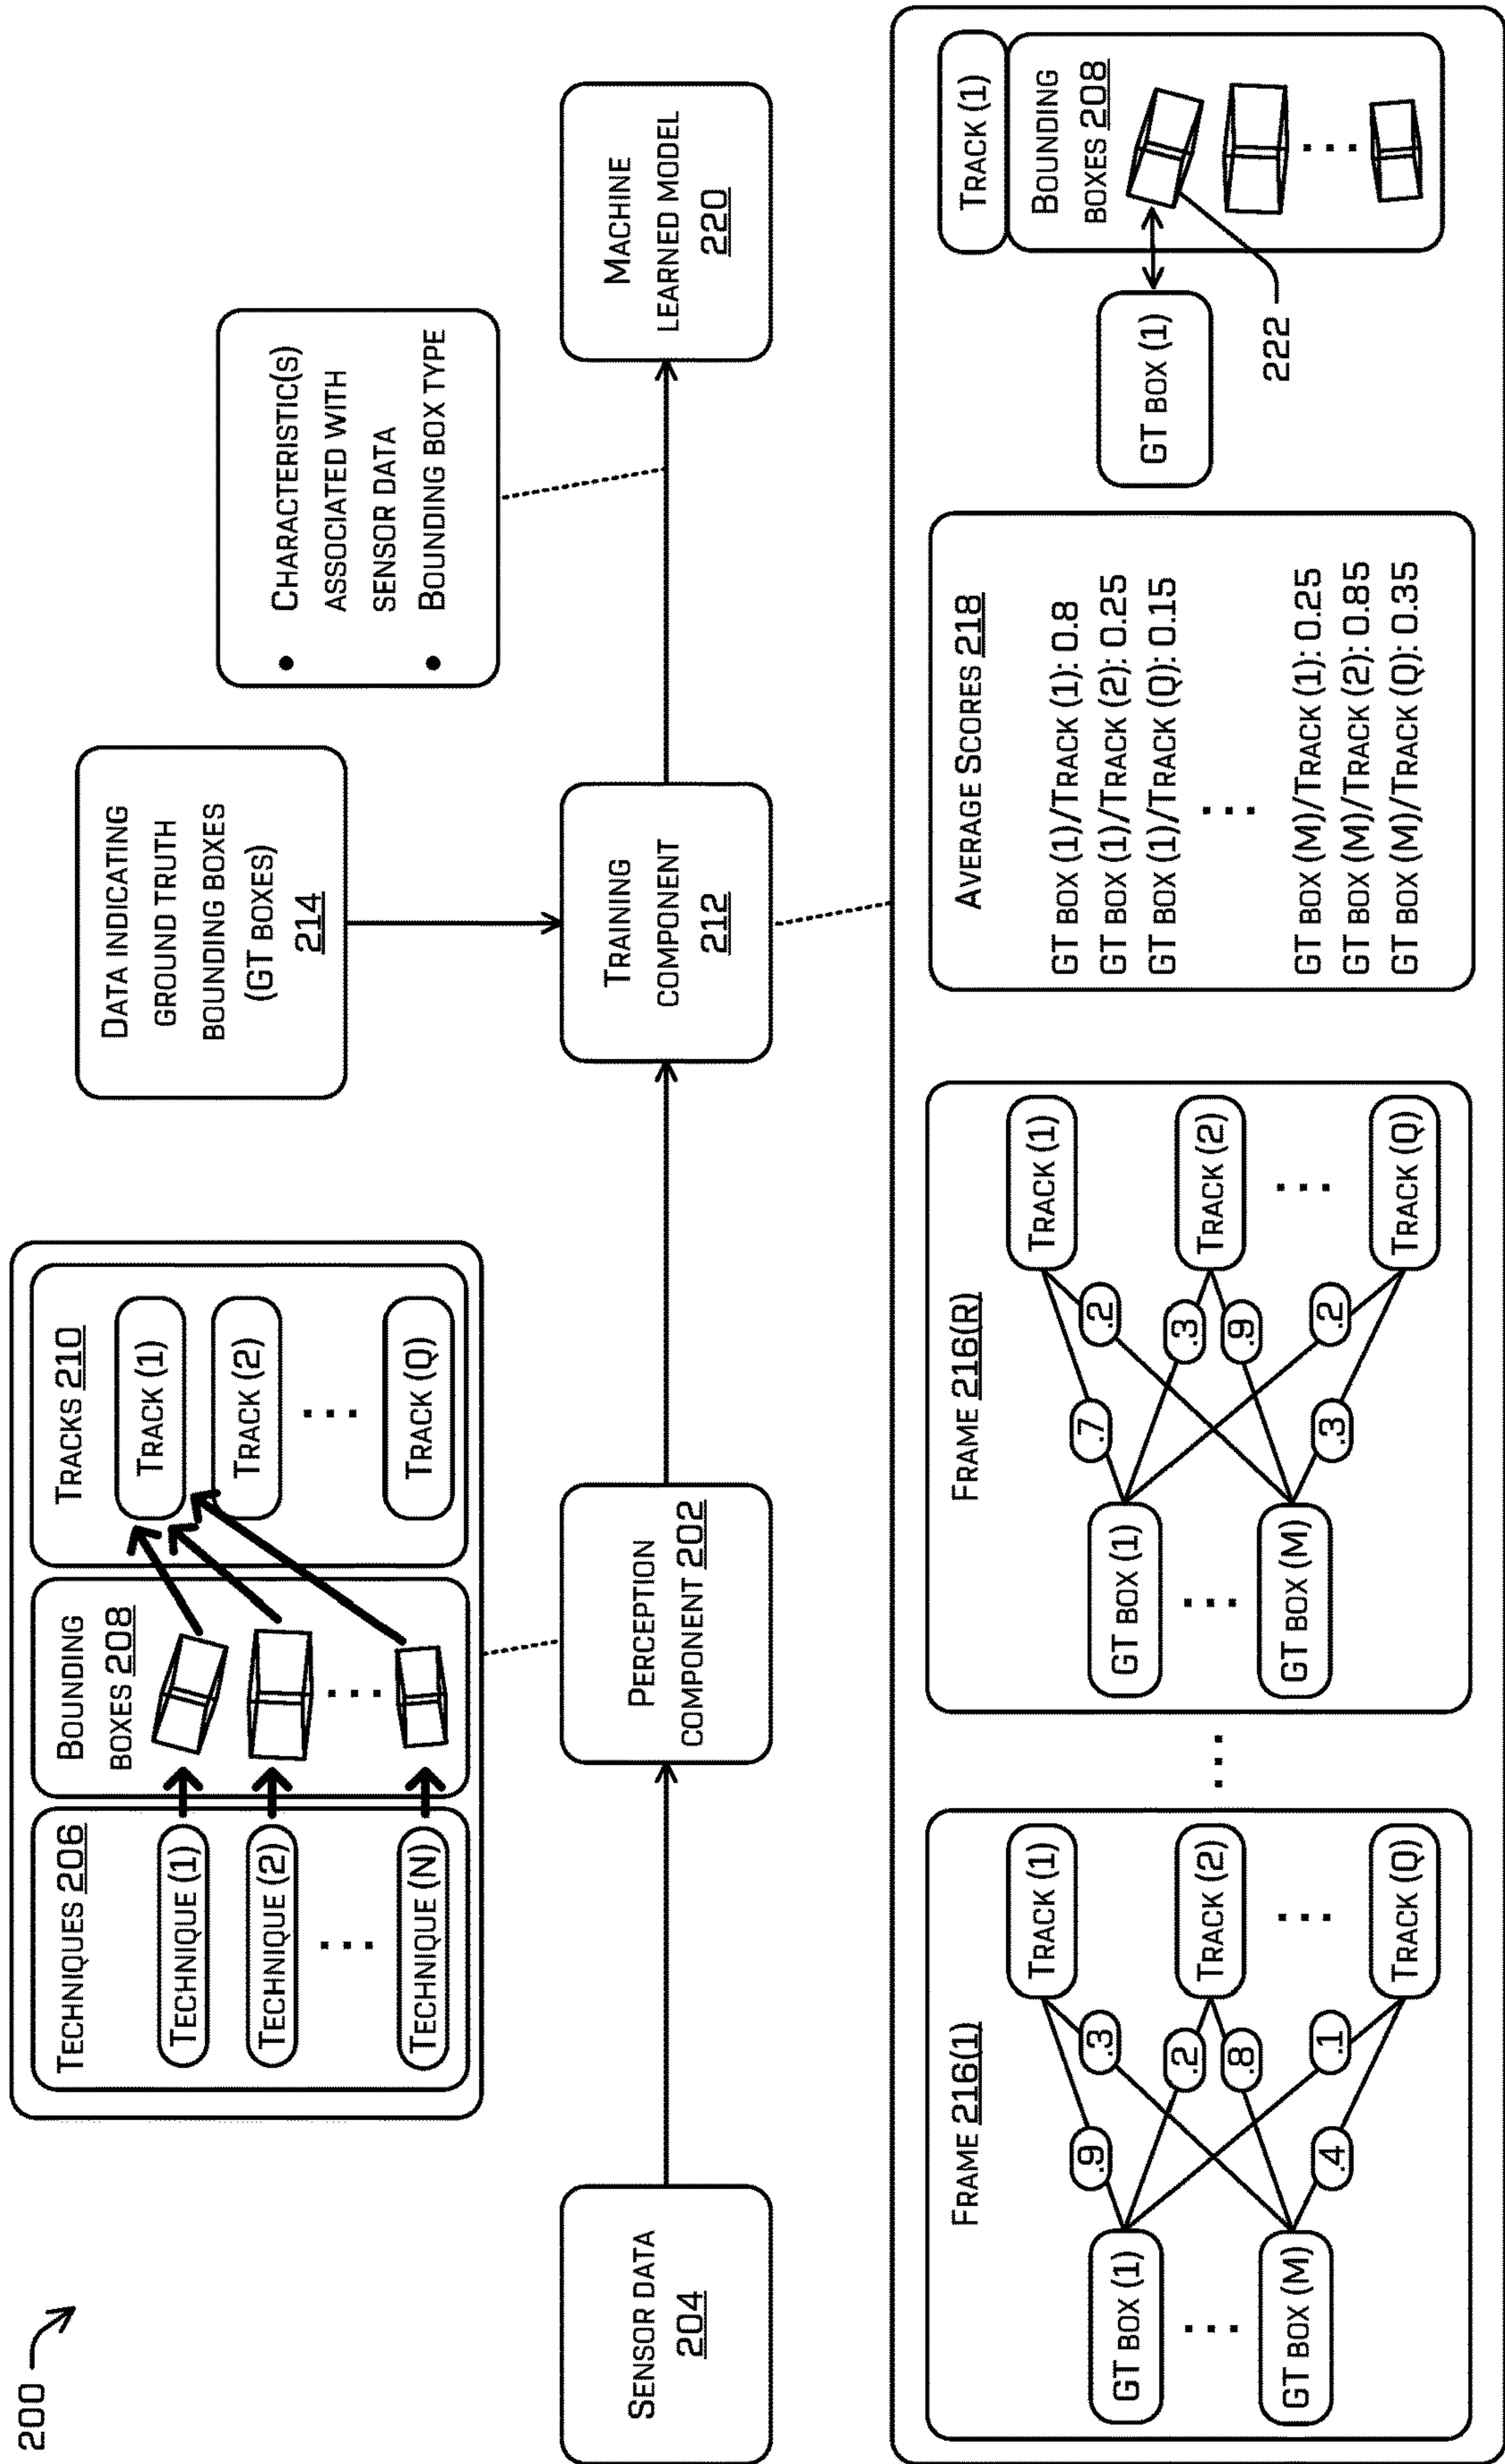 200
TECHNIQUES 206
TECHNIQUE (1)
TECHNIQUE (2)
...
TECHNIQUE (N)
BOUNDING
BOXES 208
...
TRACKS 210
TRACK (1)
TRACK (2)
...
TRACK (Q)
DATA INDICATING
GROUND TRUTH
BOUNDING BOXES
(GT BOXES)
214
• CHARACTERISTIC(S)
ASSOCIATED WITH
SENSOR DATA
• BOUNDING BOX TYPE
SENSOR DATA
204
PERCEPTION
COMPONENT 202
TRAINING
COMPONENT
212
MACHINE
LEARNED MODEL
220
FRAME 216(1)
GT BOX (1)
...
GT BOX (M)
.9
.3
.2
.8
.1
.4
TRACK (1)
TRACK (2)
...
TRACK (Q)
...
FRAME 216(R)
GT BOX (1)
...
GT BOX (M)
.7
.2
.3
.9
.2
.3
TRACK (1)
TRACK (2)
...
TRACK (Q)
AVERAGE SCORES 218
GT BOX (1)/TRACK (1): 0.8
GT BOX (1)/TRACK (2): 0.25
GT BOX (1)/TRACK (Q): 0.15
...
GT BOX (M)/TRACK (1): 0.25
GT BOX (M)/TRACK (2): 0.85
GT BOX (M)/TRACK (Q): 0.35
GT BOX (1)
222
TRACK (1)
BOUNDING
BOXES 208
...